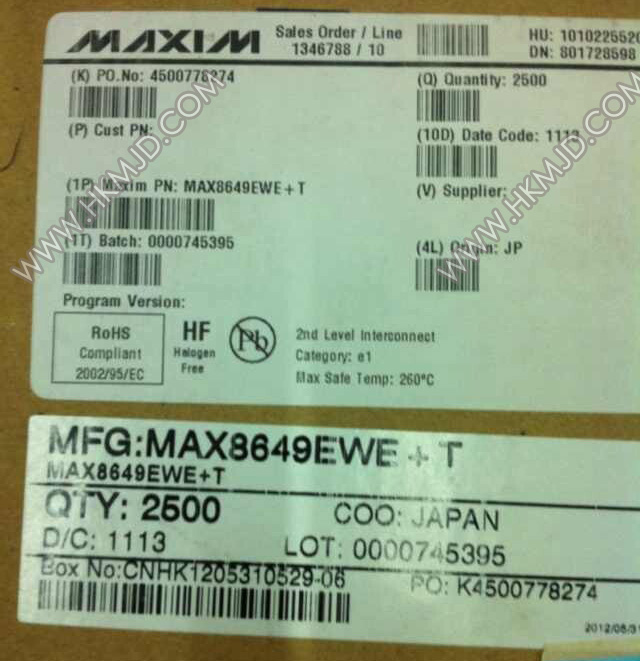 MAXIM
Sales Order / Line
1346788 / 10
HU: 1010225520
DN: 801728598
(K) PO.No: 4500778274
(Q) Quantity: 2500
(P) Cust PN:
(10D) Date Code: 1113
(1P) Maxim PN: MAX8649EWE+T
(V) Supplier:
(1T) Batch: 0000745395
(4L) Origin: JP
Program Version:
RoHS
Compliant
2002/95/EC
HF
Halogen
Free
Pb
2nd Level Interconnect
Category: e1
Max Safe Temp: 260°C
MFG:MAX8649EWE+T
MAX8649EWE+T
QTY: 2500
COO: JAPAN
D/C: 1113
LOT: 0000745395
Box No:CNHK1205310529-06
PO: K4500778274
2012/05/31
WWW.HKMJD.COM
WWW.HKMJD.COM